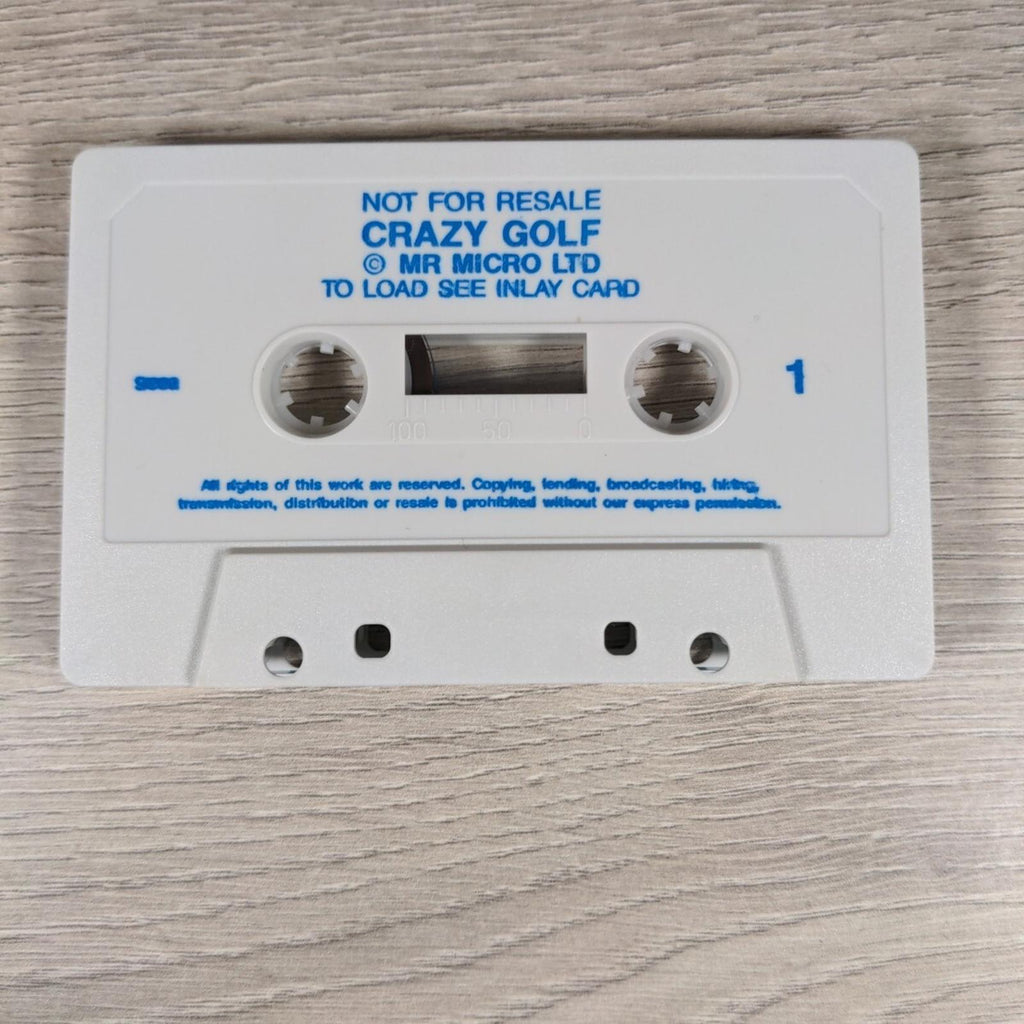 NOT FOR RESALE
CRAZY GOLF
© MR MICRO LTD
TO LOAD SEE INLAY CARD
1
100 50 0
All rights of this work are reserved. Copying, lending, broadcasting, hiring,
transmission, distribution or resale is prohibited without our express permission.